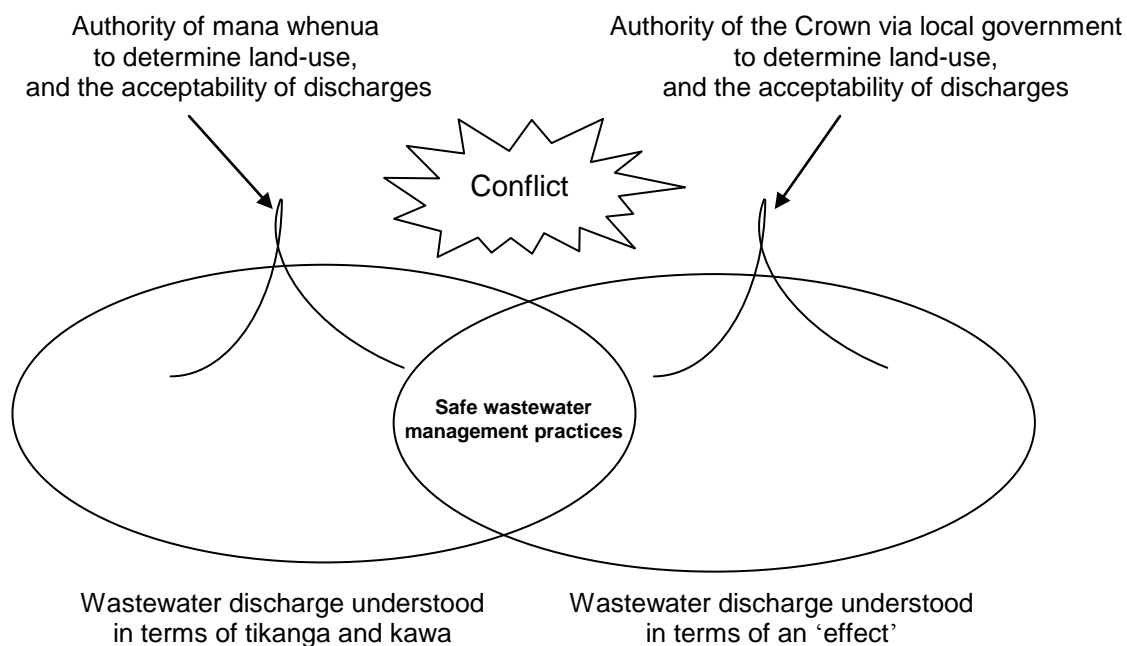 Authority of mana whenua
to determine land-use,
and the acceptability of discharges
Authority of the Crown via local government
to determine land-use,
and the acceptability of discharges
Conflict
Safe wastewater
management practices
Wastewater discharge understood
in terms of tikanga and kawa
Wastewater discharge understood
in terms of an ‘effect’